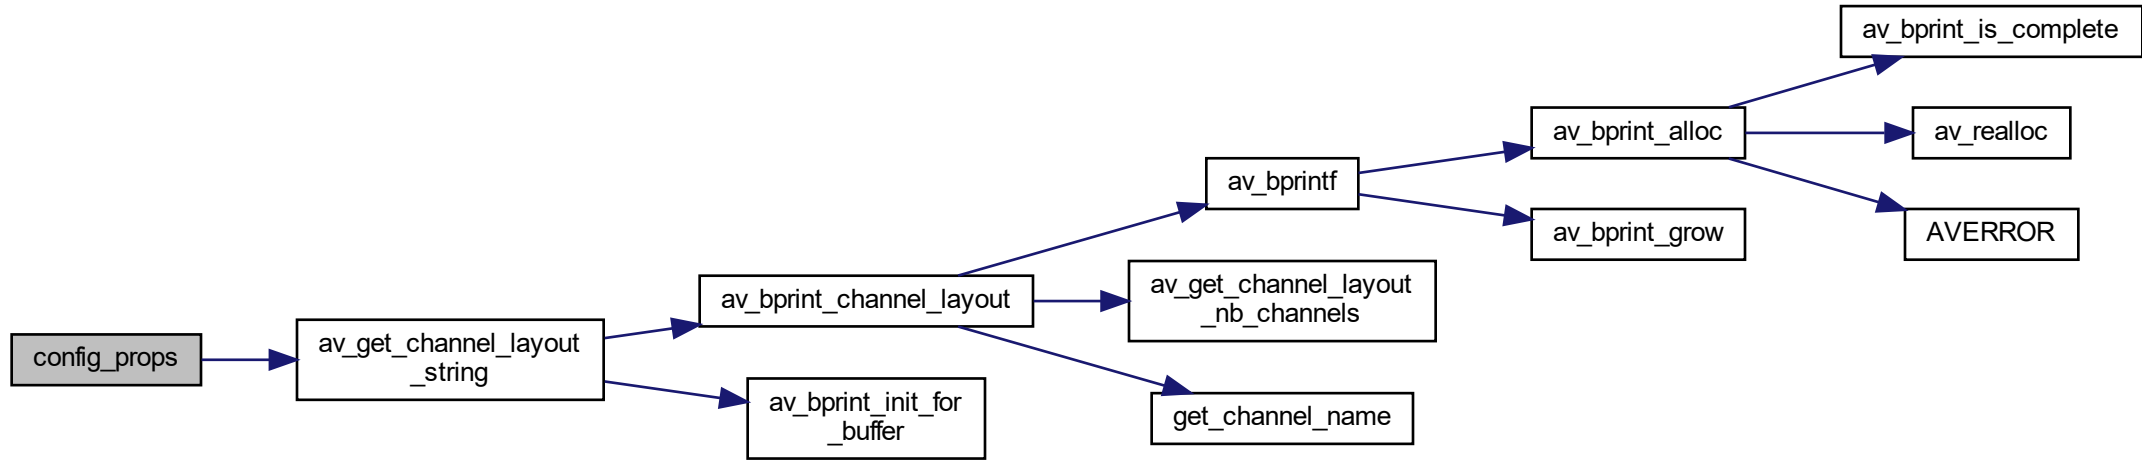 config_props
av_get_channel_layout
_string
av_bprint_channel_layout
av_bprint_init_for
_buffer
av_bprintf
av_get_channel_layout
_nb_channels
get_channel_name
av_bprint_alloc
av_bprint_grow
av_bprint_is_complete
av_realloc
AVERROR